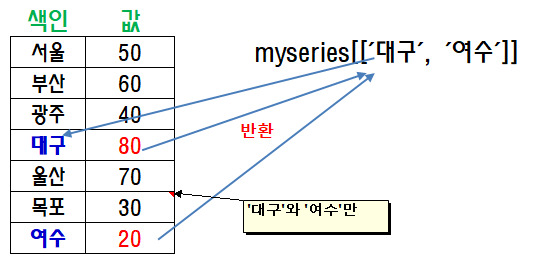 색인 값
서울 50
부산 60
광주 40
대구 80
울산 70
목포 30
여수 20
myseries[['대구', '여수']]
반환
'대구'와 '여수'만